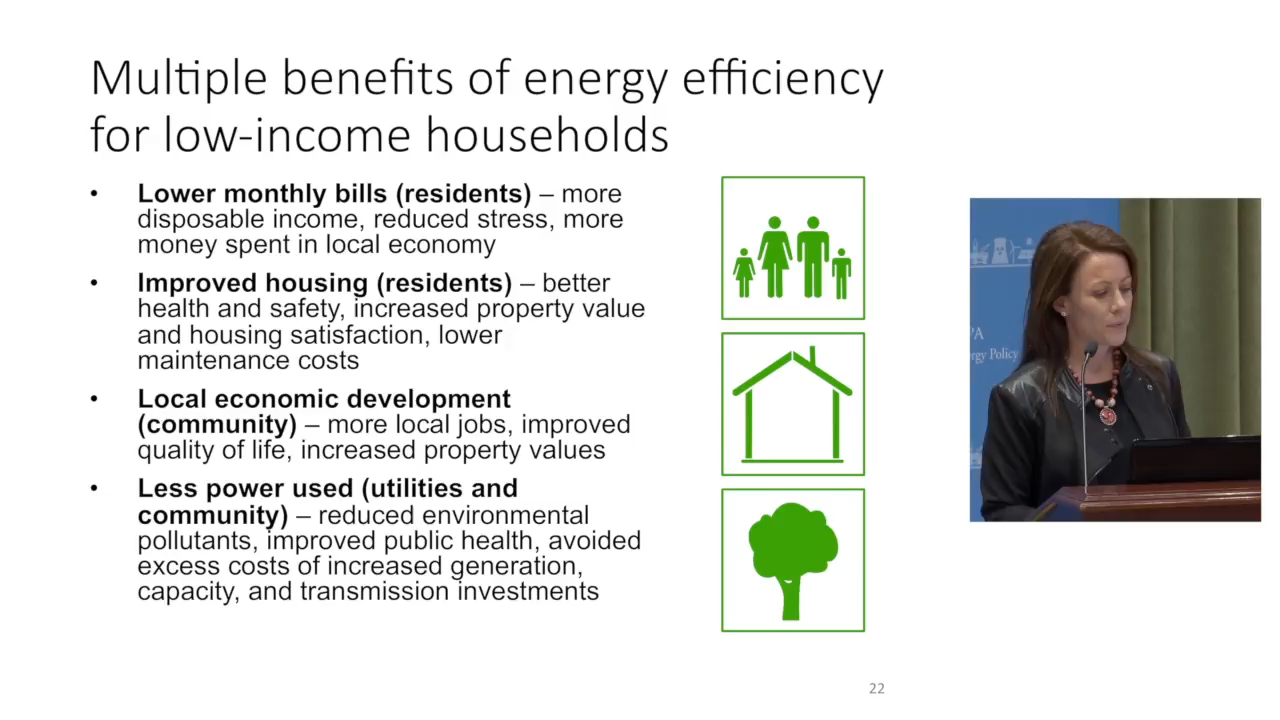 Multiple benefits of energy efficiency
for low-income households
• Lower monthly bills (residents) – more
disposable income, reduced stress, more
money spent in local economy
• Improved housing (residents) – better
health and safety, increased property value
and housing satisfaction, lower
maintenance costs
• Local economic development
(community) – more local jobs, improved
quality of life, increased property values
• Less power used (utilities and
community) – reduced environmental
pollutants, improved public health, avoided
excess costs of increased generation,
capacity, and transmission investments
PA
rgy Policy
22